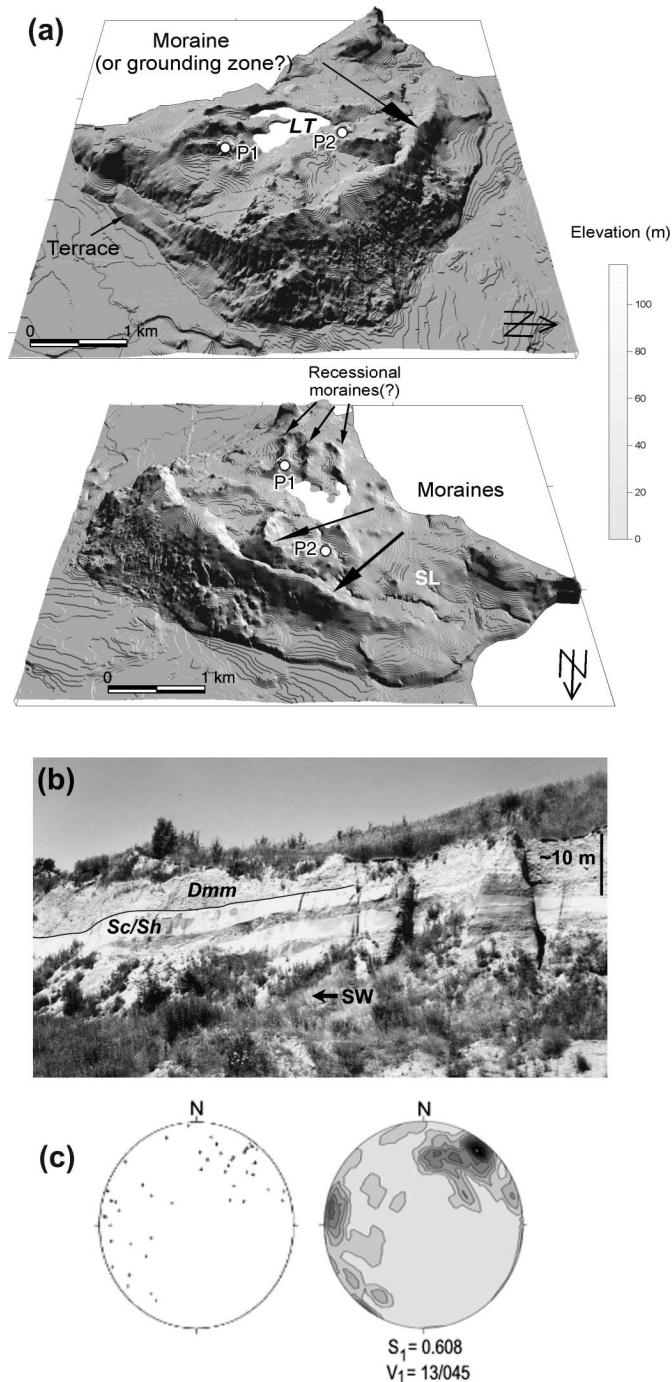 (a)
Moraine
(or grounding zone?)
LT
P1
P2
Terrace
0 1 km
N
Elevation (m)
100
80
60
40
20
0
Recessional
moraines(?)
P1
Moraines
P2
SL
0 1 km
N
(b)
~10 m
Dmm
Sc/Sh
SW
(c)
N
N
S1 = 0.608
V1 = 13/045